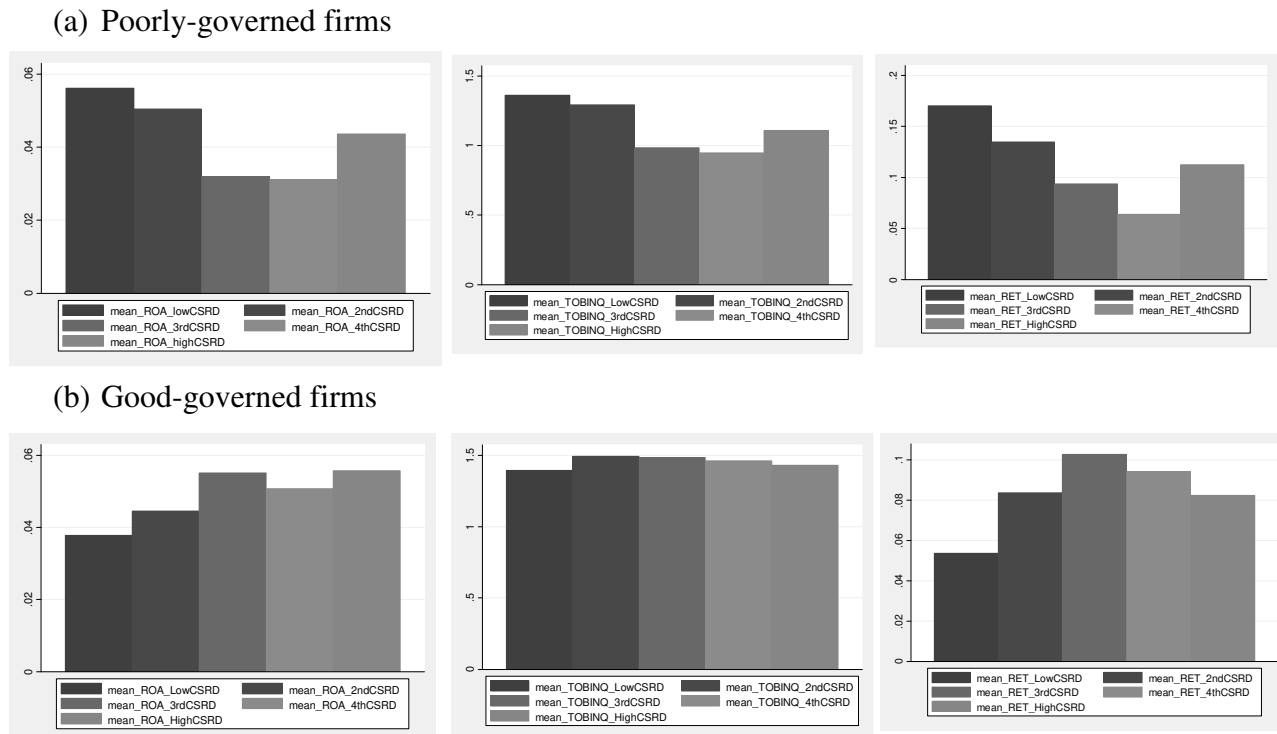 (a) Poorly-governed firms
.06
.04
.02
0
mean_ROA_lowCSRD mean_ROA_2ndCSRD
mean_ROA_3rdCSRD mean_ROA_4thCSRD
mean_ROA_highCSRD
1.5
1
.5
0
mean_TOBINQ_LowCSRD mean_TOBINQ_2ndCSRD
mean_TOBINQ_3rdCSRD mean_TOBINQ_4thCSRD
mean_TOBINQ_HighCSRD
.2
.15
.1
.05
0
mean_RET_LowCSRD mean_RET_2ndCSRD
mean_RET_3rdCSRD mean_RET_4thCSRD
mean_RET_HighCSRD
(b) Good-governed firms
.06
.04
.02
0
mean_ROA_LowCSRD mean_ROA_2ndCSRD
mean_ROA_3rdCSRD mean_ROA_4thCSRD
mean_ROA_HighCSRD
1.5
1
.5
0
mean_TOBINQ_LowCSRD mean_TOBINQ_2ndCSRD
mean_TOBINQ_3rdCSRD mean_TOBINQ_4thCSRD
mean_TOBINQ_HighCSRD
.1
.08
.06
.04
.02
0
mean_RET_LowCSRD mean_RET_2ndCSRD
mean_RET_3rdCSRD mean_RET_4thCSRD
mean_RET_HighCSRD